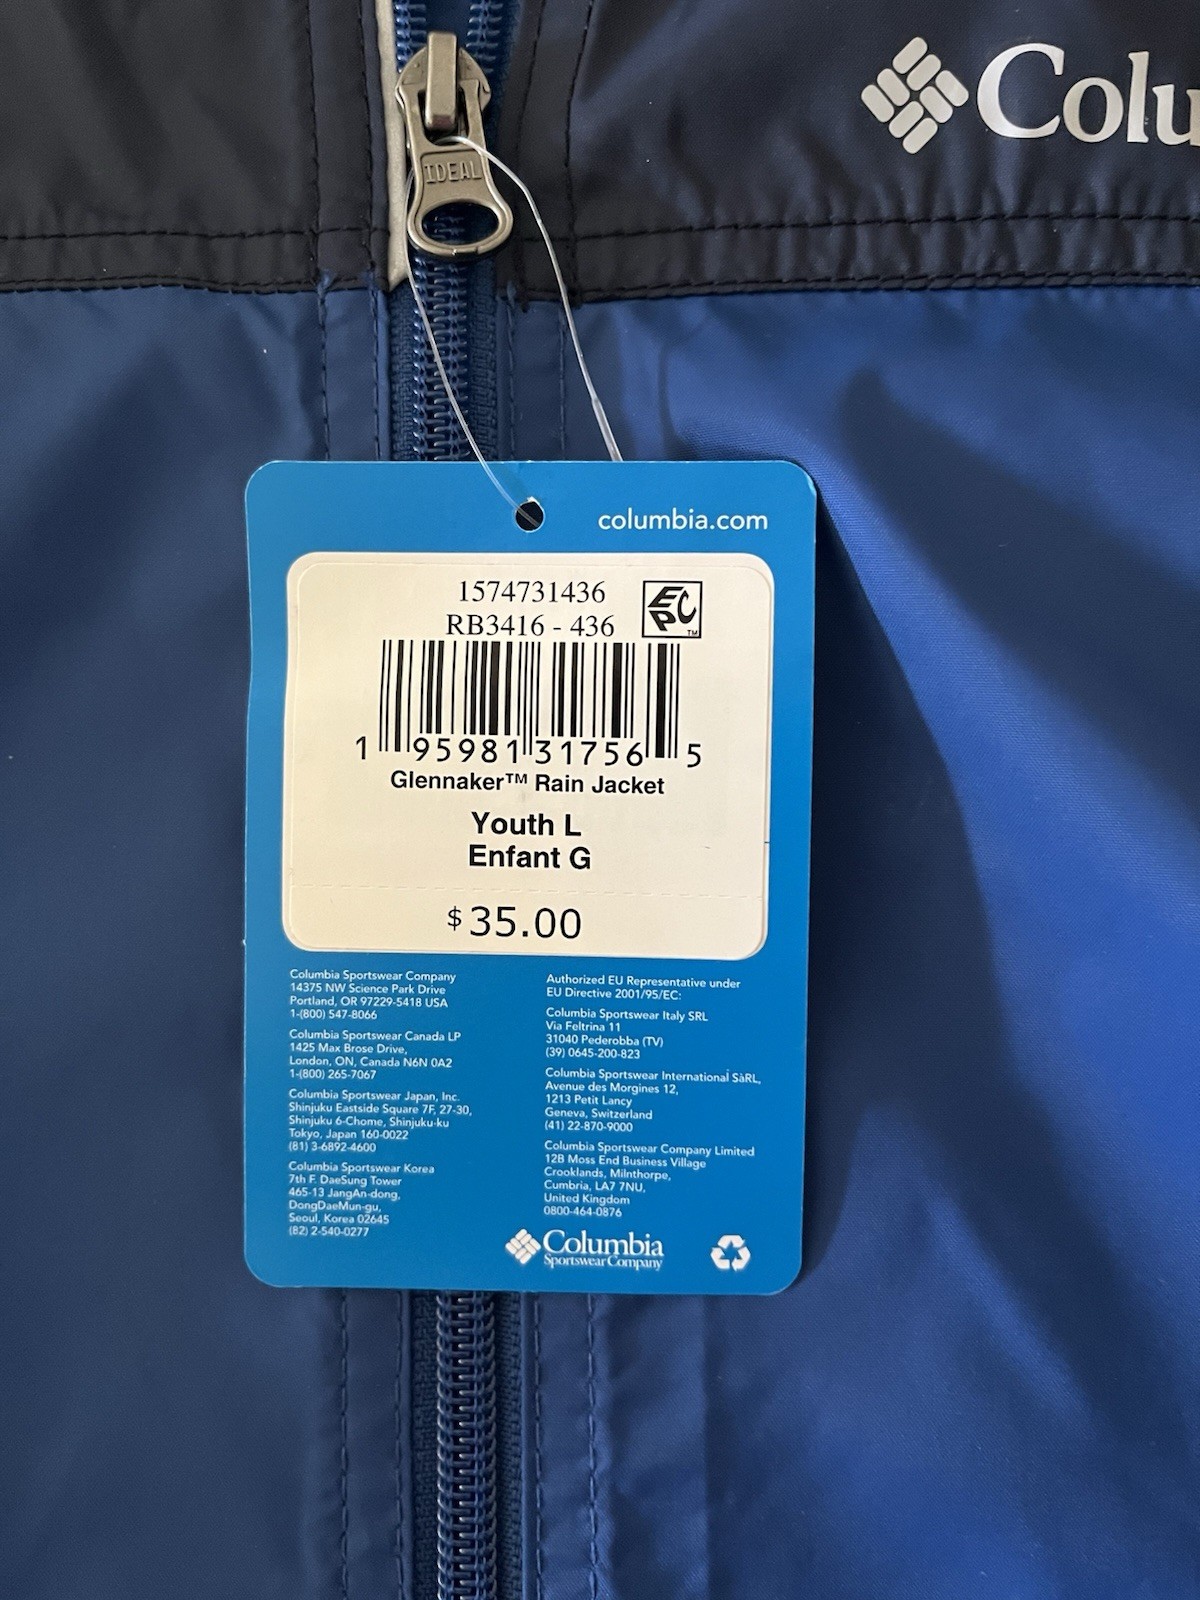 IDEAL
Colu
columbia.com
1574731436
RB3416 - 436
EPC
TM
1 95981 31756 5
Glennaker™ Rain Jacket
Youth L
Enfant G
$35.00
Columbia Sportswear Company
14375 NW Science Park Drive
Portland, OR 97229-5418 USA
1-(800) 547-8066
Columbia Sportswear Canada LP
1425 Max Brose Drive,
London, ON, Canada N6N 0A2
1-(800) 265-7067
Columbia Sportswear Japan, Inc.
Shinjuku Eastside Square 7F, 27-30,
Shinjuku 6-Chome, Shinjuku-ku
Tokyo, Japan 160-0022
(81) 3-6892-4600
Columbia Sportswear Korea
7th F. DaeSung Tower
465-13 JangAn-dong,
DongDaeMun-gu,
Seoul, Korea 02645
(82) 2-540-0277
Authorized EU Representative under
EU Directive 2001/95/EC:
Columbia Sportswear Italy SRL
Via Feltrina 11
31040 Pederobba (TV)
(39) 0645-200-823
Columbia Sportswear International SàRL,
Avenue des Morgines 12,
1213 Petit Lancy
Geneva, Switzerland
(41) 22-870-9000
Columbia Sportswear Company Limited
12B Moss End Business Village
Crooklands, Milnthorpe,
Cumbria, LA7 7NU,
United Kingdom
0800-464-0876
Columbia
Sportswear Company